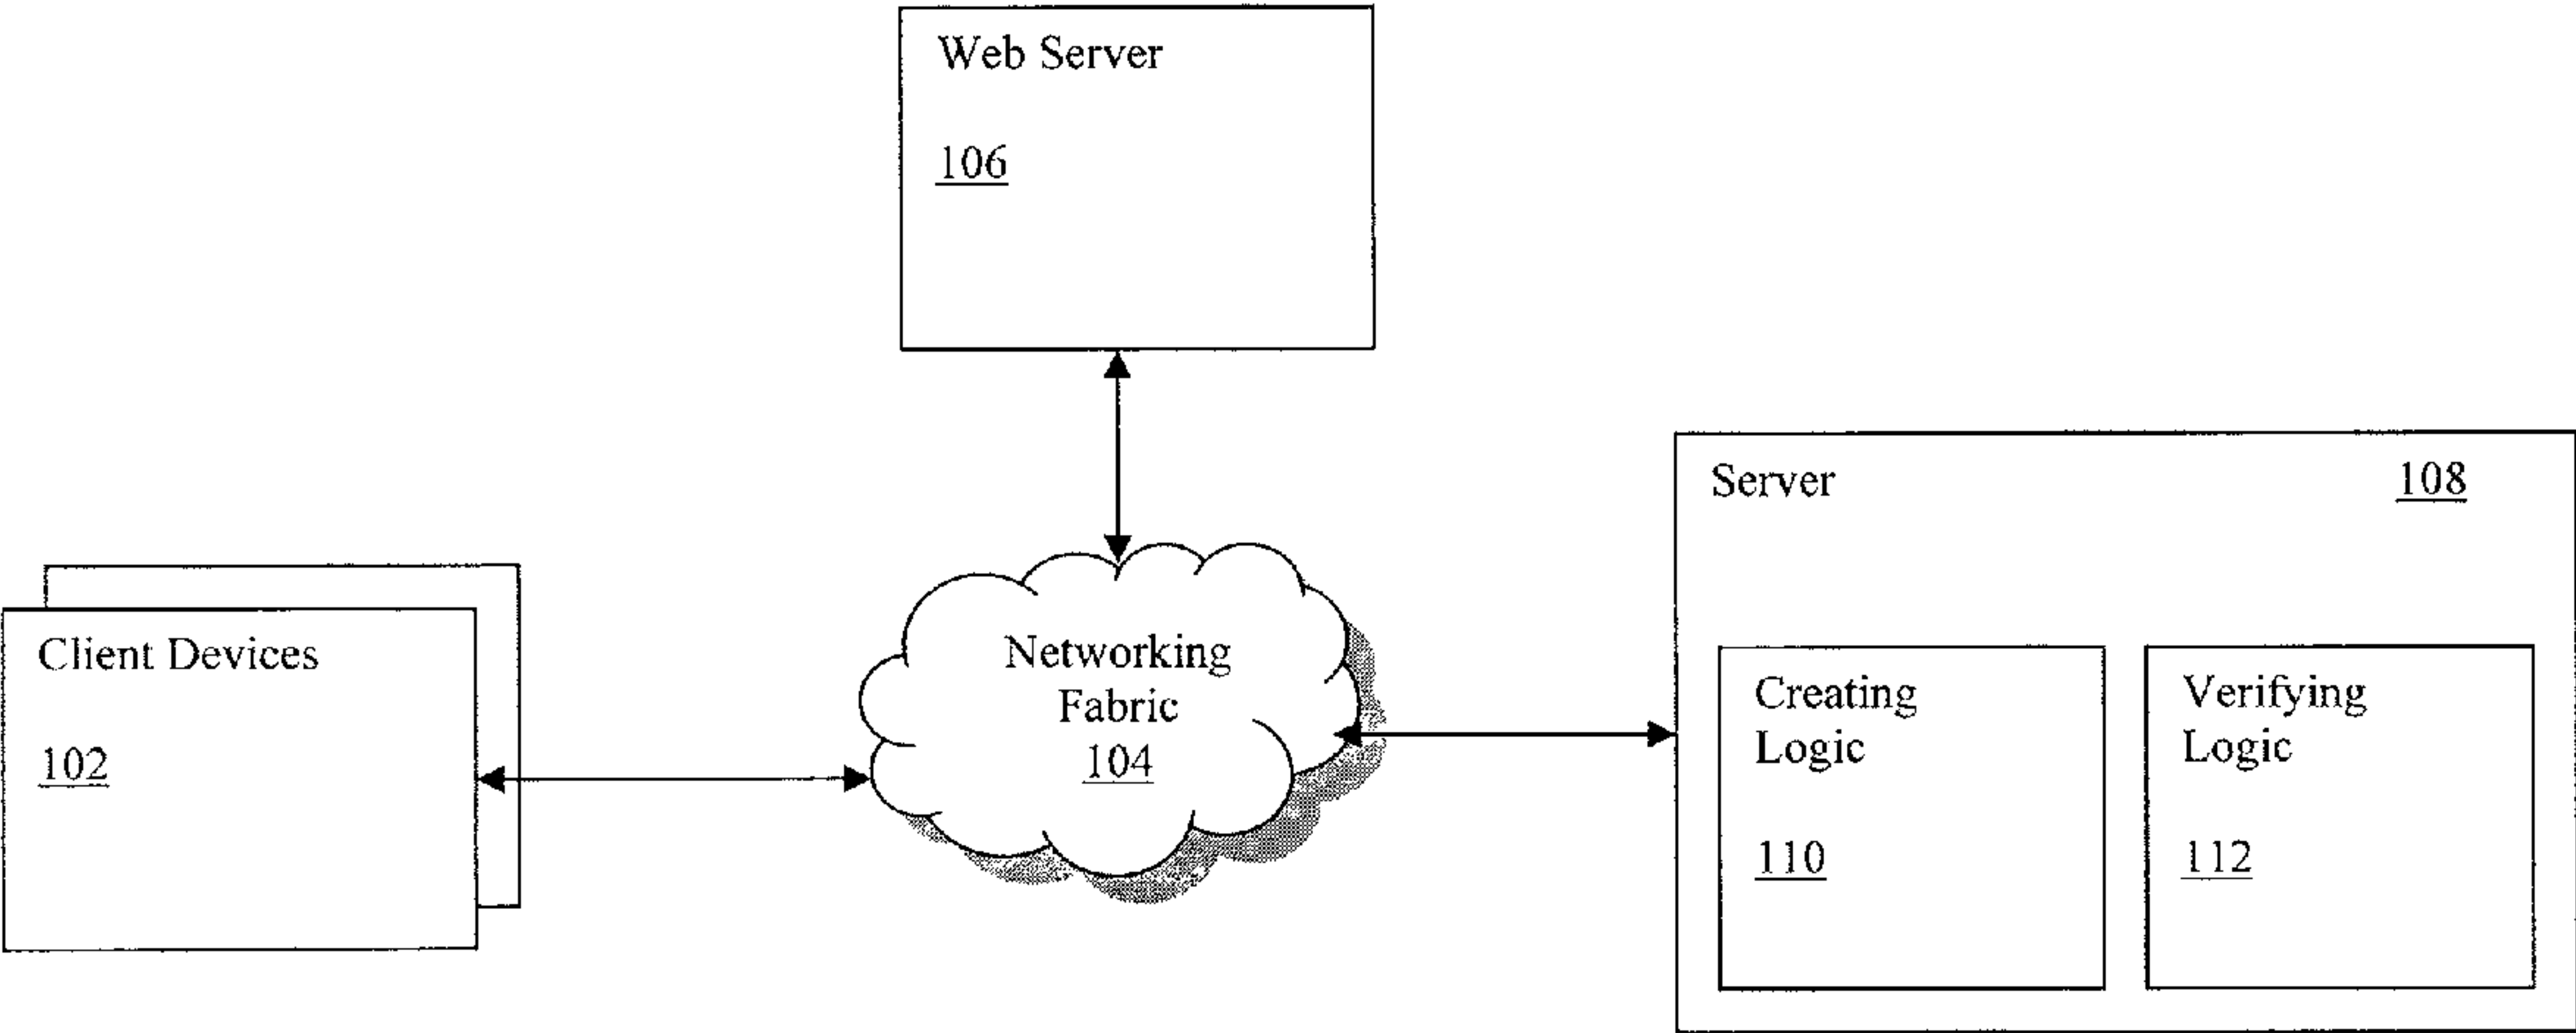 Web Server
106
Server
108
Client Devices
102
Networking
Fabric
104
Creating
Logic
110
Verifying
Logic
112